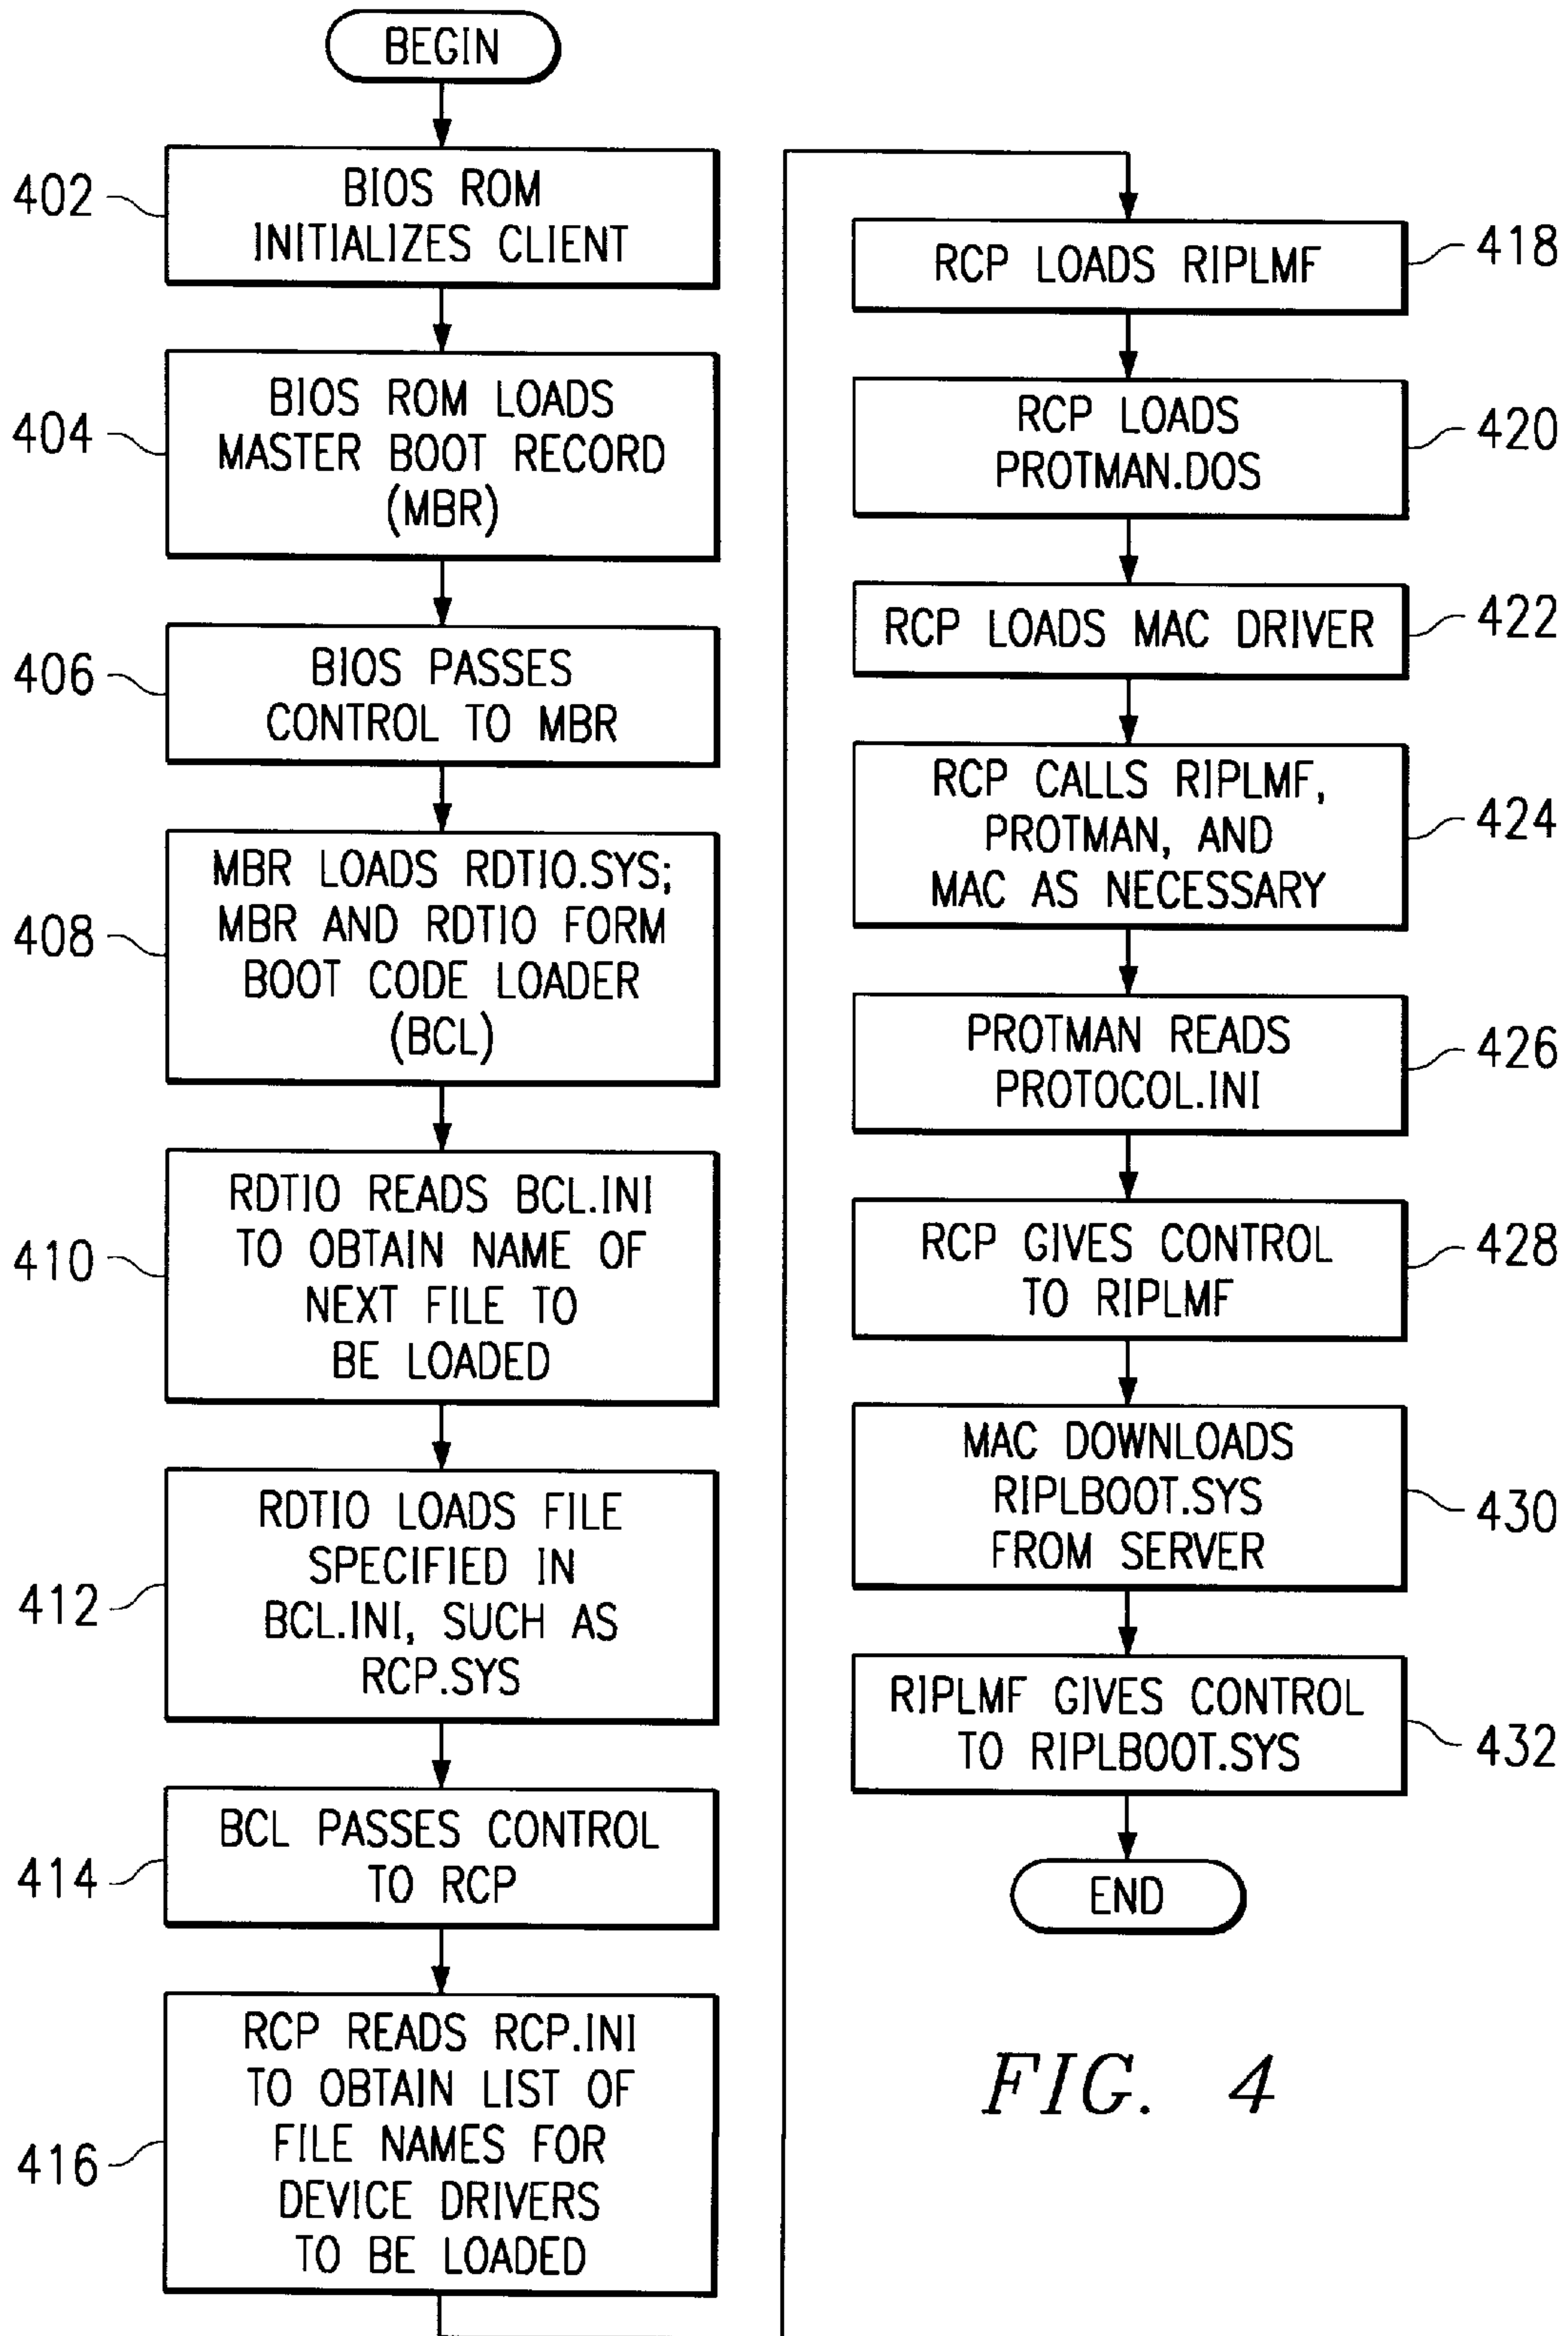 BEGIN
402
BIOS ROM
INITIALIZES CLIENT
404
BIOS ROM LOADS
MASTER BOOT RECORD
(MBR)
406
BIOS PASSES
CONTROL TO MBR
408
MBR LOADS RDTIO.SYS;
MBR AND RDTIO FORM
BOOT CODE LOADER
(BCL)
410
RDTIO READS BCL.INI
TO OBTAIN NAME OF
NEXT FILE TO
BE LOADED
412
RDTIO LOADS FILE
SPECIFIED IN
BCL.INI, SUCH AS
RCP.SYS
414
BCL PASSES CONTROL
TO RCP
416
RCP READS RCP.INI
TO OBTAIN LIST OF
FILE NAMES FOR
DEVICE DRIVERS
TO BE LOADED
RCP LOADS RIPLMF
418
RCP LOADS
PROTMAN.DOS
420
RCP LOADS MAC DRIVER
422
RCP CALLS RIPLMF,
PROTMAN, AND
MAC AS NECESSARY
424
PROTMAN READS
PROTOCOL.INI
426
RCP GIVES CONTROL
TO RIPLMF
428
MAC DOWNLOADS
RIPLBOOT.SYS
FROM SERVER
430
RIPLMF GIVES CONTROL
TO RIPLBOOT.SYS
432
END
FIG. 4